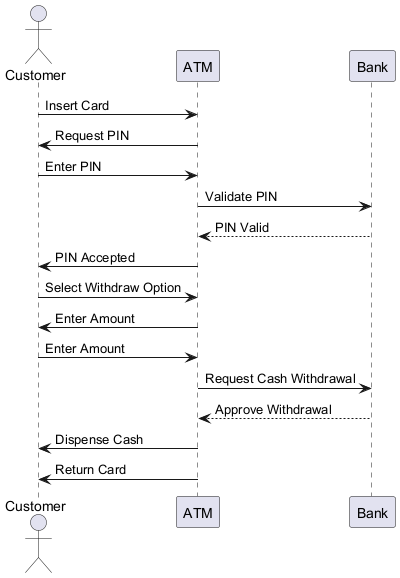 Customer
ATM
Bank
Insert Card
Request PIN
Enter PIN
Validate PIN
PIN Valid
PIN Accepted
Select Withdraw Option
Enter Amount
Enter Amount
Request Cash Withdrawal
Approve Withdrawal
Dispense Cash
Return Card
Customer
ATM
Bank